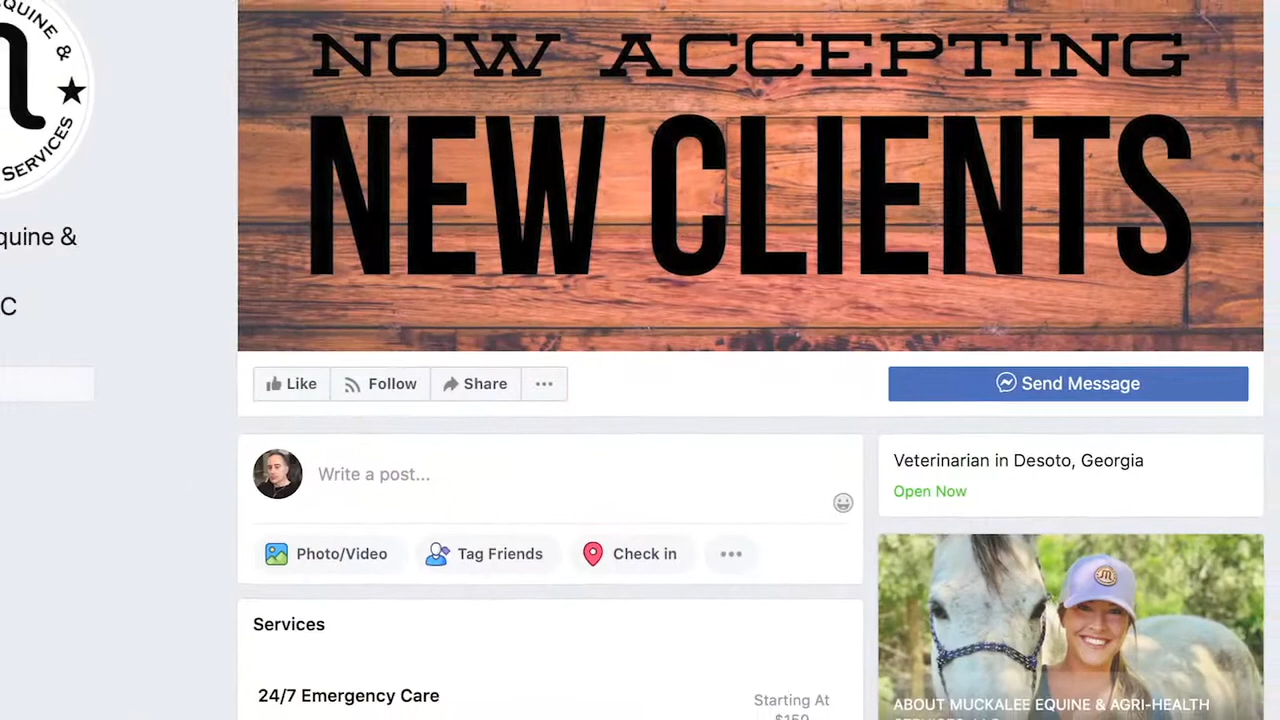 QUINE &
SERVICES
quine &
C
NOW ACCEPTING
NEW CLIENTS
Like
Follow
Share
Send Message
Write a post...
Veterinarian in Desoto, Georgia
Open Now
Photo/Video
Tag Friends
Check in
Services
24/7 Emergency Care
Starting At
$150
ABOUT MUCKALEE EQUINE & AGRI-HEALTH